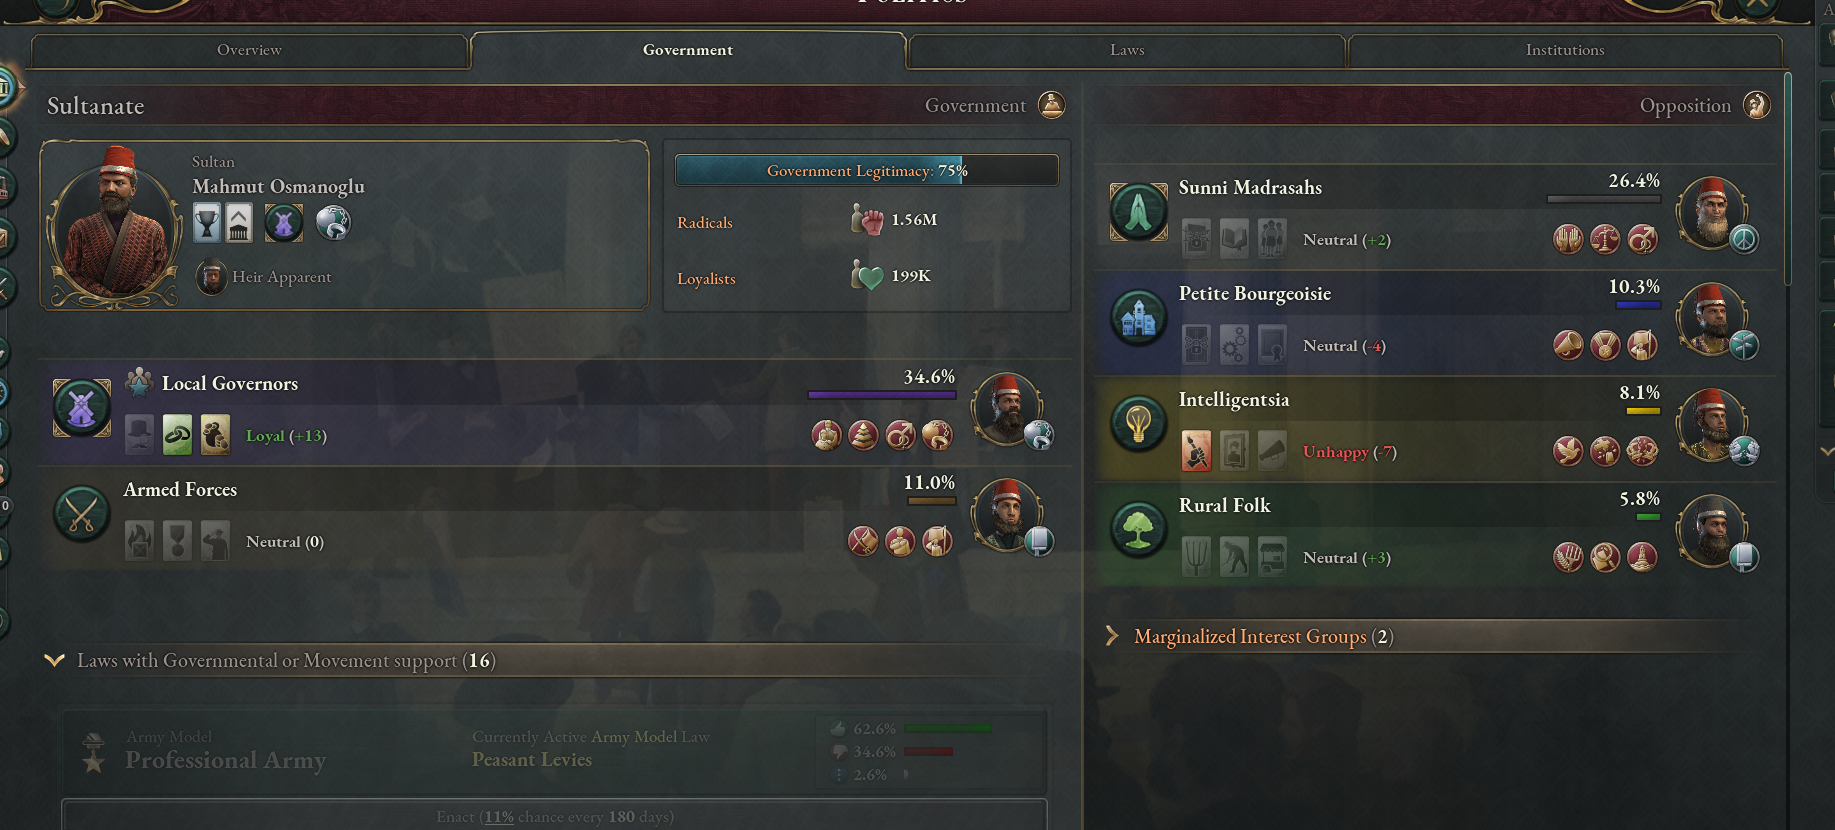 Overview
Government
Laws
Institutions
Sultanate
Government
Sultan
Mahmut Osmanoglu
Heir Apparent
Government Legitimacy: 75%
Radicals
1.56M
Loyalists
199K
Local Governors
34.6%
Loyal (+13)
Armed Forces
11.0%
Neutral (0)
Laws with Governmental or Movement support (16)
Army Model
Professional Army
Currently Active Army Model Law
Peasant Levies
62.6%
34.6%
2.6%
Enact (11% chance every 180 days)
Opposition
Sunni Madrasahs
26.4%
Neutral (+2)
Petite Bourgeoisie
10.3%
Neutral (-4)
Intelligentsia
8.1%
Unhappy (-7)
Rural Folk
5.8%
Neutral (+3)
Marginalized Interest Groups (2)
0